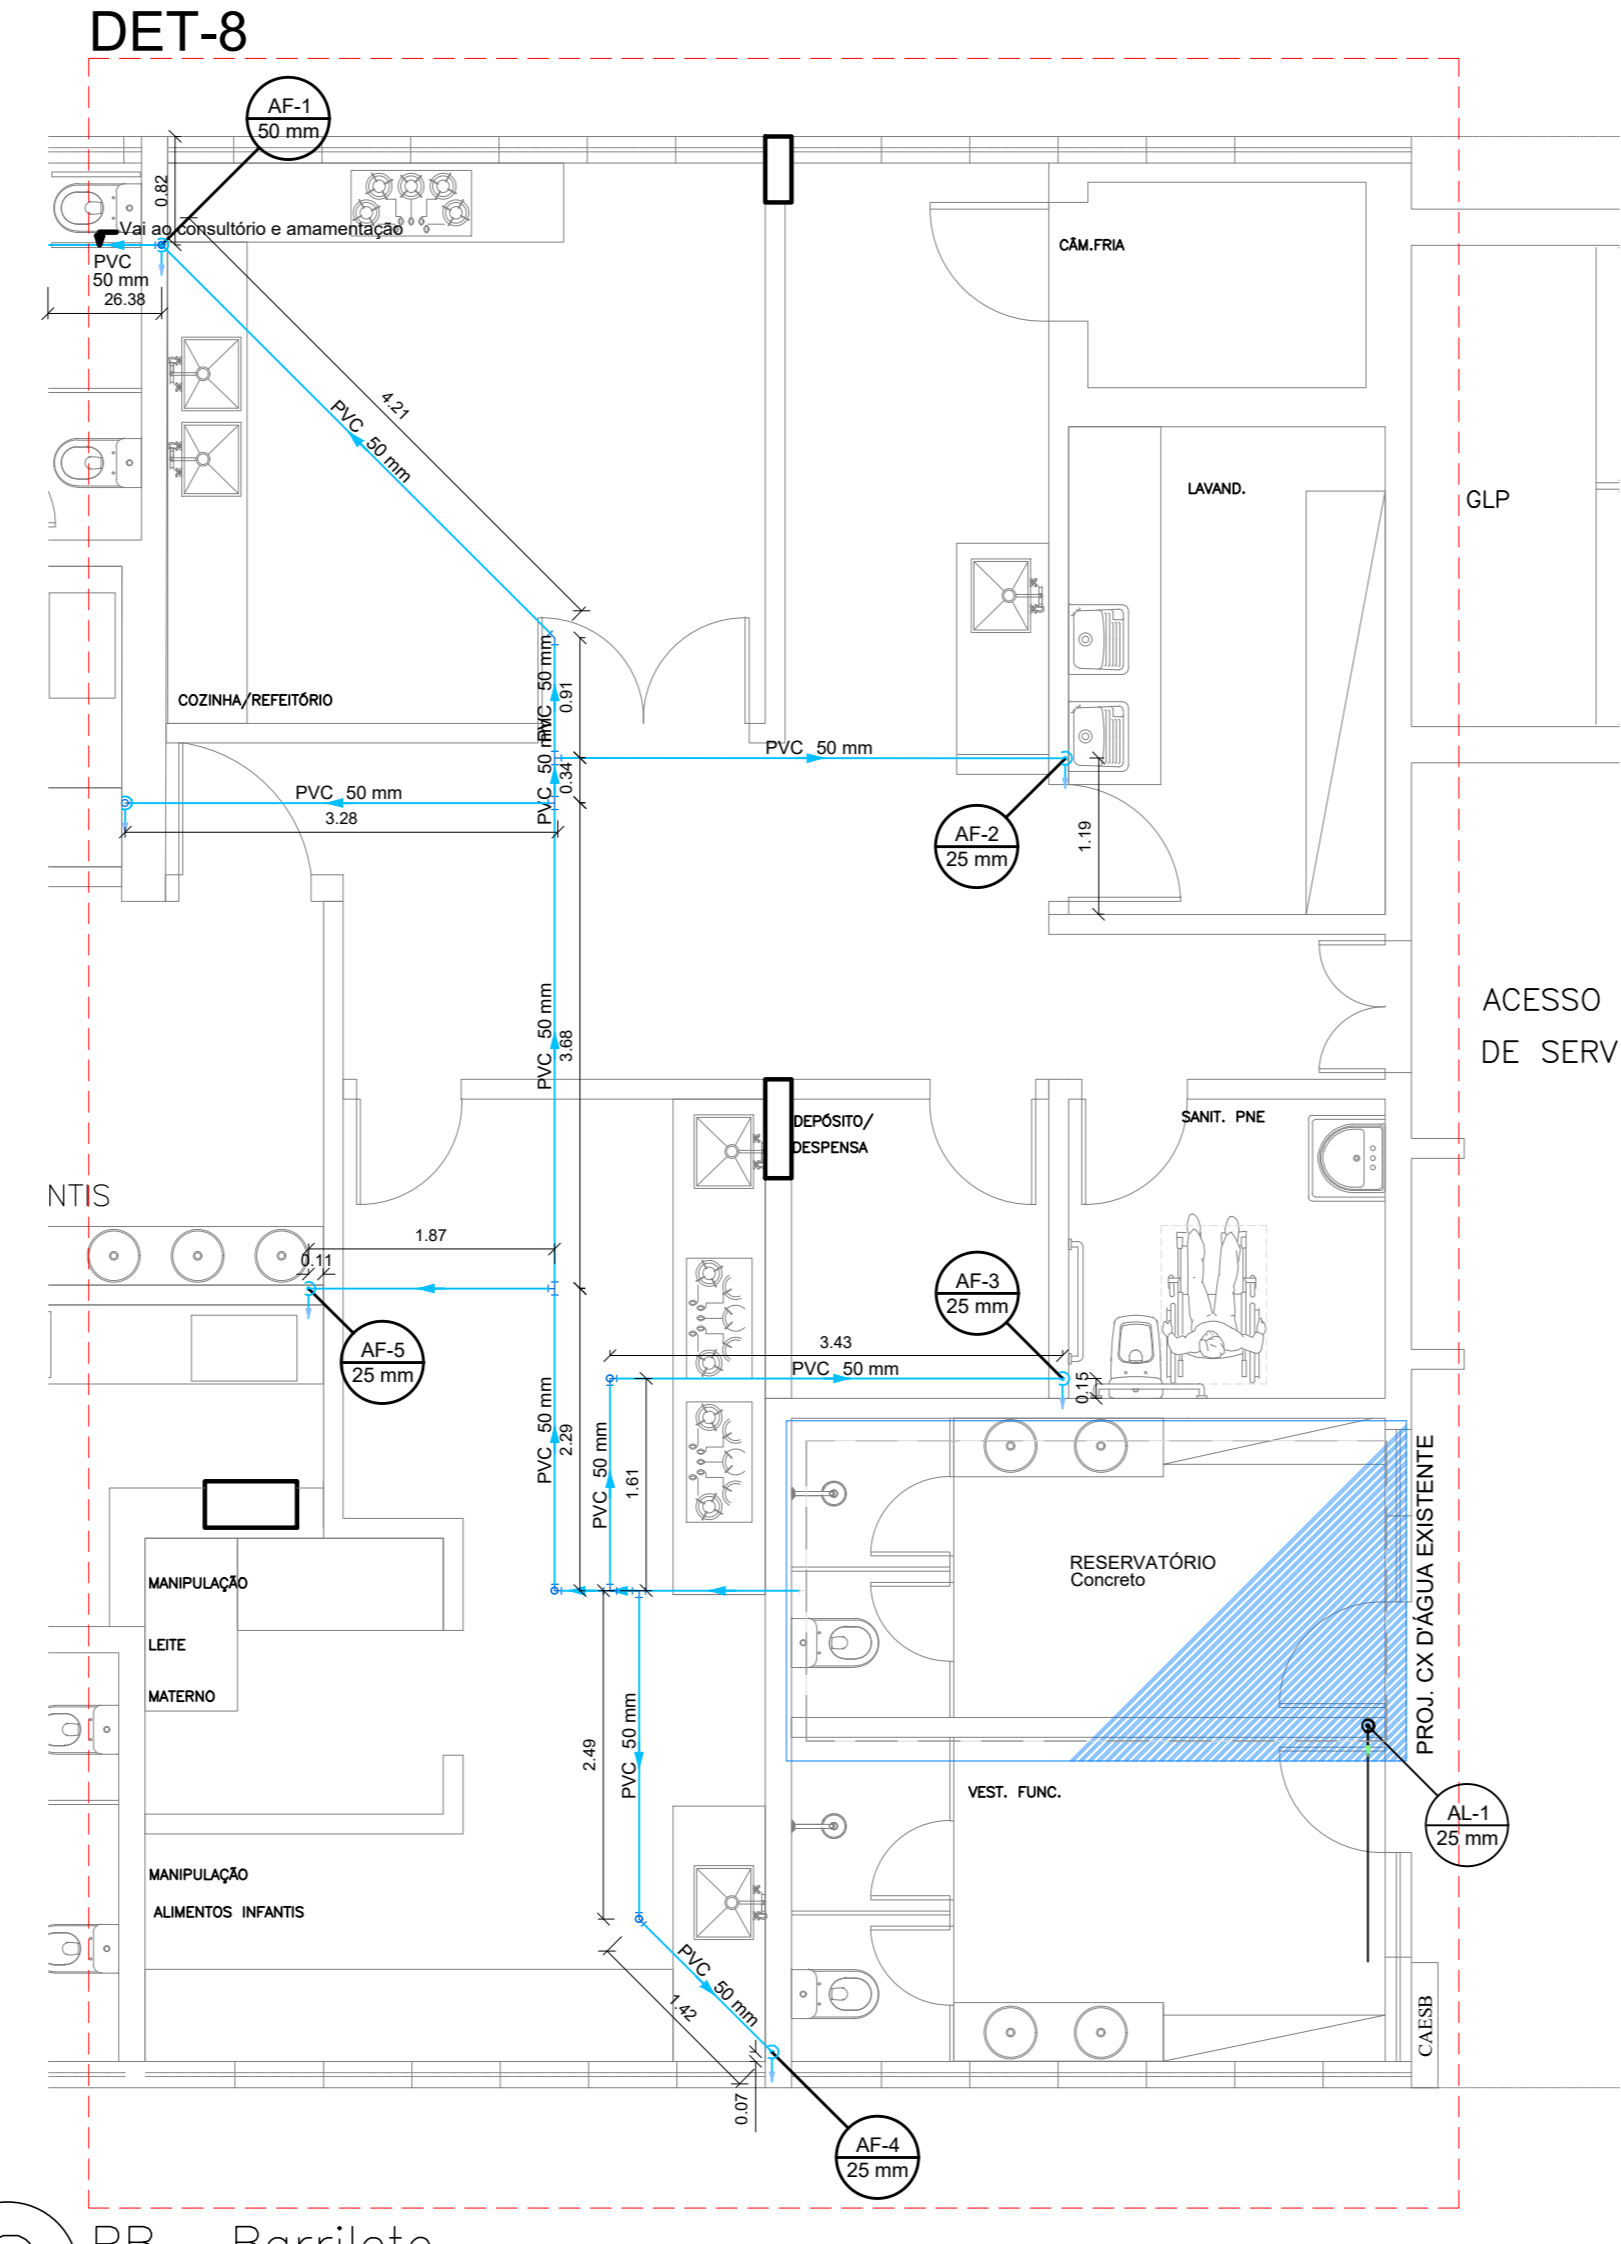 DET-8
AF-1
50 mm
0.82
Vai ao consultório e amamentação
PVC
50 mm
26.38
CÂM.FRIA
4.21
PVC 50 mm
LAVAND.
GLP
COZINHA/REFEITÓRIO
PVC 50 mm
0.91
PVC 50 mm
0.34
PVC 50 mm
PVC 50 mm
3.28
AF-2
25 mm
1.19
ACESSO
DE SERV
PVC 50 mm
3.68
DEPÓSITO/
DESPENSA
SANIT. PNE
NTIS
1.87
0.11
AF-3
25 mm
AF-5
25 mm
3.43
PVC 50 mm
0.15
PVC 50 mm
2.29
PVC 50 mm
1.61
RESERVATÓRIO
Concreto
PROJ. CX D'ÁGUA EXISTENTE
MANIPULAÇÃO
LEITE
MATERNO
2.49
PVC 50 mm
VEST. FUNC.
AL-1
25 mm
MANIPULAÇÃO
ALIMENTOS INFANTIS
PVC 50 mm
1.42
CAESB
0.07
AF-4
25 mm
PB Barrilete